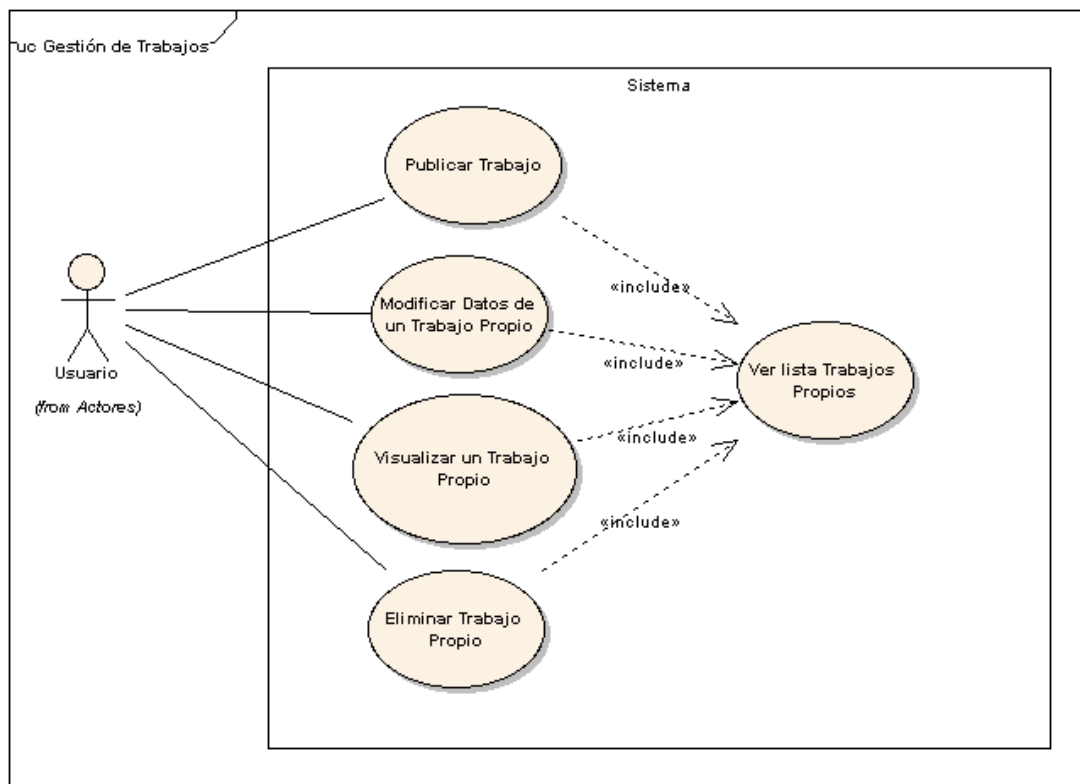 uc Gestión de Trabajos
Sistema
Publicar Trabajo
«include»
Modificar Datos de
un Trabajo Propio
«include»
Ver lista Trabajos
Propios
Usuario
(from Actores)
«include»
Visualizar un Trabajo
Propio
«include»
Eliminar Trabajo
Propio